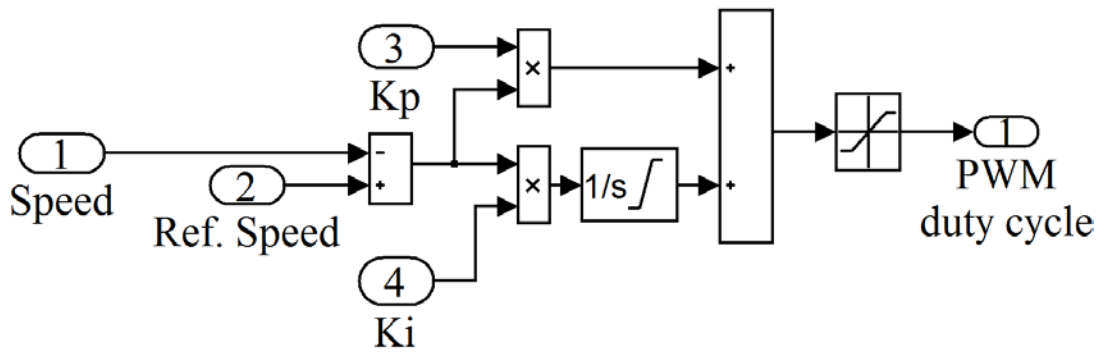 3
×
Kp
+
1
Speed
-
+
2
Ref. Speed
×
1/s
+
4
Ki
1
PWM
duty cycle